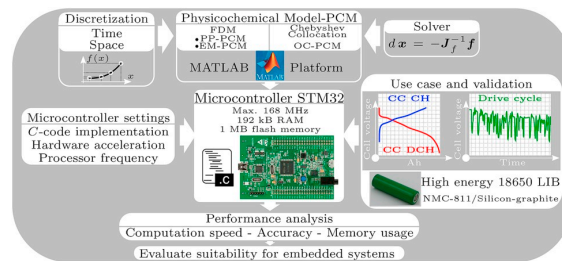 Discretization
Time
Space
f(x)
x
Physicochemical Model-PCM
FDM
•PP-PCM
•EM-PCM
Chebyshev
Collocation
OC-PCM
MATLAB
MATLAB
Platform
Solver
d x = −J_f^{-1} f
Microcontroller settings
C-code implementation
Hardware acceleration
Processor frequency
Microcontroller STM32
Max. 168 MHz
192 kB RAM
1 MB flash memory
.C
Use case and validation
Cell voltage
CC CH
CC DCH
Ah
Cell voltage
Drive cycle
Time
High energy 18650 LIB
NMC-811/Silicon-graphite
Performance analysis
Computation speed - Accuracy - Memory usage
Evaluate suitability for embedded systems